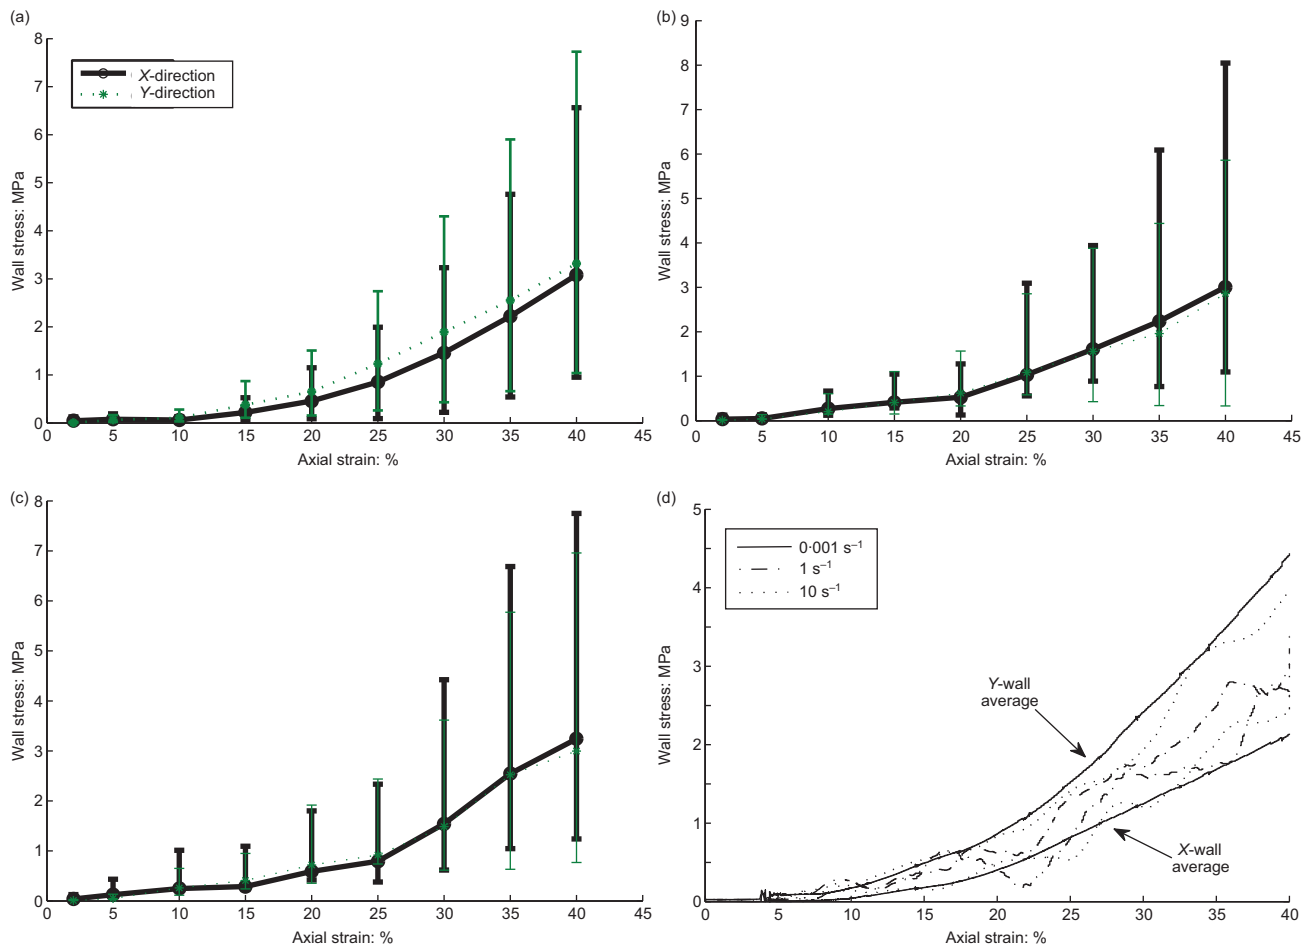 (a)
8
7
6
5
4
3
2
1
0
Wall stress: MPa
X-direction
Y-direction
0 5 10 15 20 25 30 35 40 45
Axial strain: %
(b)
9
8
7
6
5
4
3
2
1
0
Wall stress: MPa
0 5 10 15 20 25 30 35 40 45
Axial strain: %
(c)
8
7
6
5
4
3
2
1
0
Wall stress: MPa
0 5 10 15 20 25 30 35 40 45
Axial strain: %
(d)
5
4
3
2
1
0
Wall stress: MPa
0·001 s⁻¹
1 s⁻¹
10 s⁻¹
Y-wall
average
X-wall
average
0 5 10 15 20 25 30 35 40
Axial strain: %